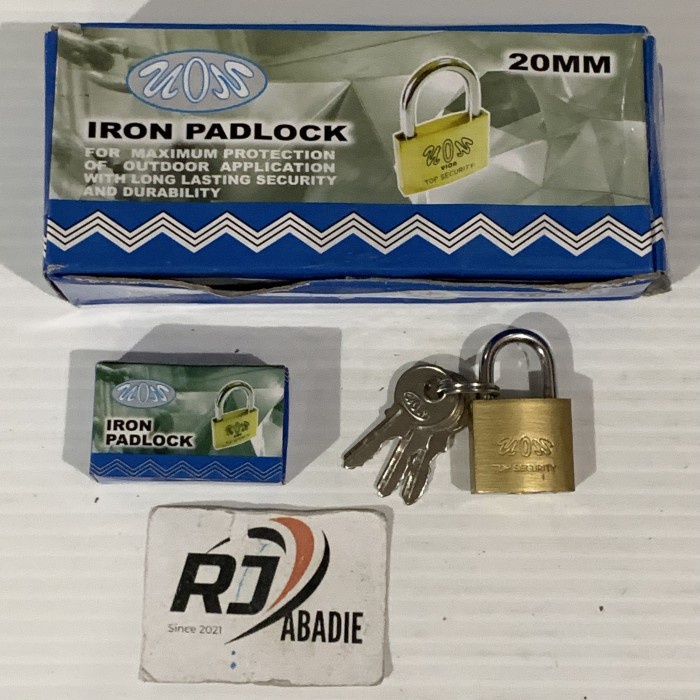 20MM
IRON PADLOCK
FOR MAXIMUM PROTECTION
OF OUTDOOR APPLICATION
WITH LONG LASTING SECURITY
AND DURABILITY
TOP SECURITY
IRON
PADLOCK
TOP SECURITY
RJ
ABADIE
Since 2021